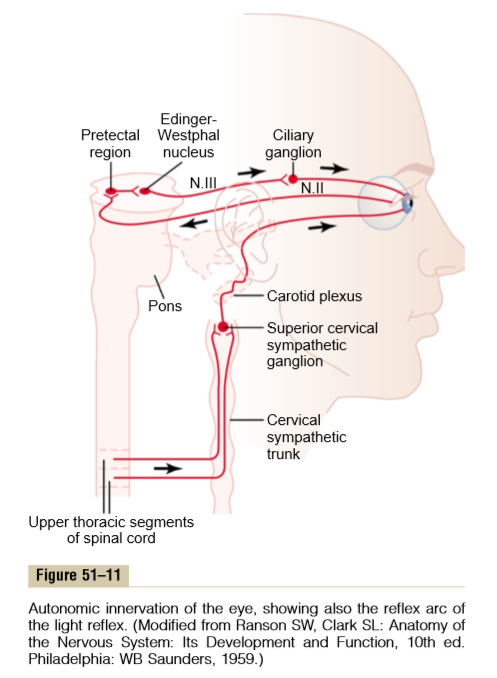 Edinger-
Pretectal Westphal Ciliary
region nucleus ganglion
N.III
N.II
Pons
Carotid plexus
Superior cervical
sympathetic
ganglion
Cervical
sympathetic
trunk
Upper thoracic segments
of spinal cord
Figure 51–11
Autonomic innervation of the eye, showing also the reflex arc of
the light reflex. (Modified from Ranson SW, Clark SL: Anatomy of
the Nervous System: Its Development and Function, 10th ed.
Philadelphia: WB Saunders, 1959.)